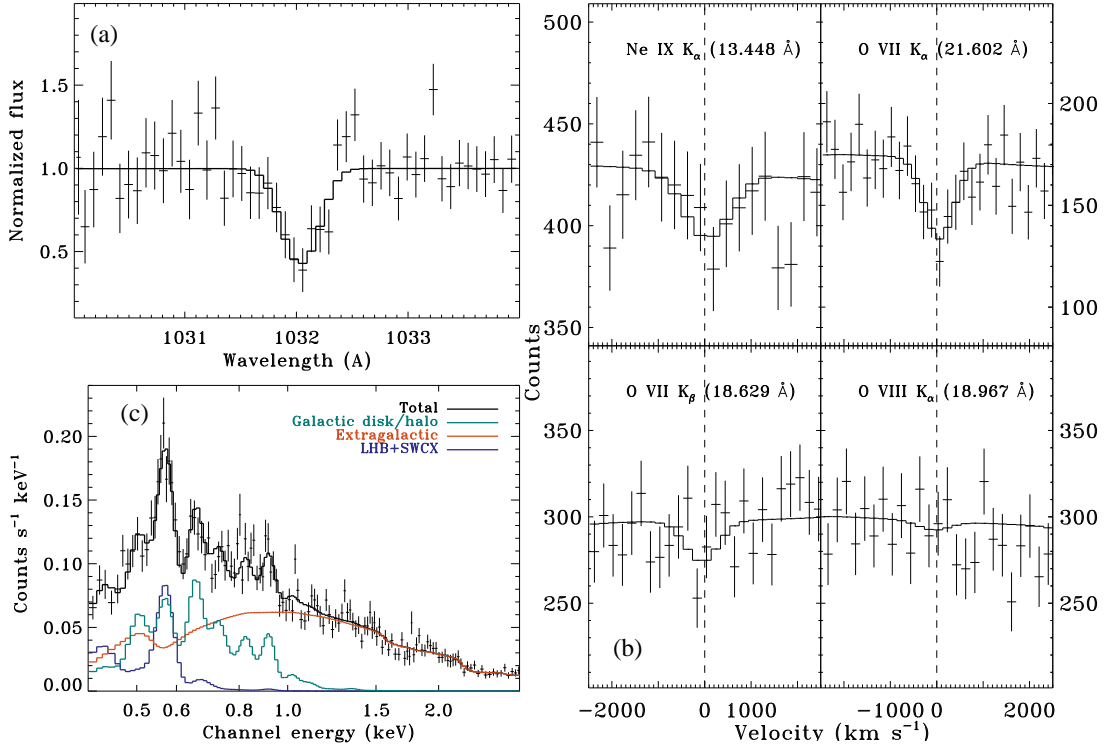 (a)
Normalized flux
1.5
1.0
0.5
1031
1032
1033
Wavelength (A)
(c)
Total
Galactic disk/halo
Extragalactic
LHB+SWCX
Counts s⁻¹ keV⁻¹
0.20
0.15
0.10
0.05
0.00
0.5
0.6
0.8
1.0
1.5
2.0
Channel energy (keV)
Counts
500
450
400
350
340
Ne IX Kα (13.448 Å)
O VII Kα (21.602 Å)
200
150
100
O VII Kβ (18.629 Å)
O VIII Kα (18.967 Å)
350
300
250
350
300
250
(b)
-2000
0
1000
-1000
0
2000
Velocity (km s⁻¹)